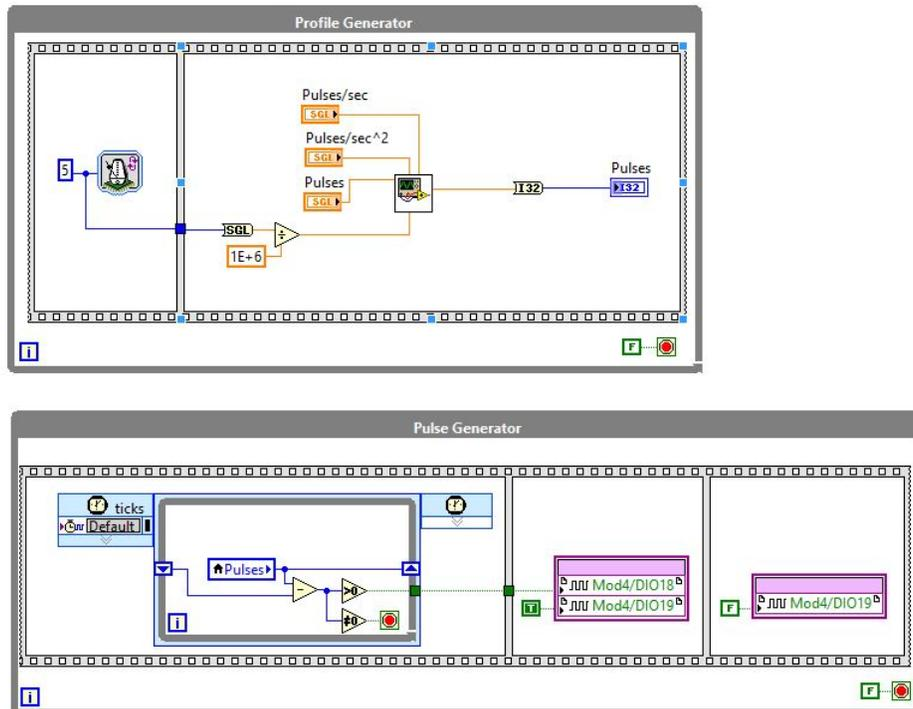 Profile Generator
Pulses/sec
SGL
Pulses/sec^2
SGL
5
Pulses
SGL
Pulses
I32
I32
SGL
÷
1E+6
i
F
Pulse Generator
ticks
Default
Pulses
-
>0
≠0
i
Mod4/DIO18
T
Mod4/DIO19
F
Mod4/DIO19
i
F